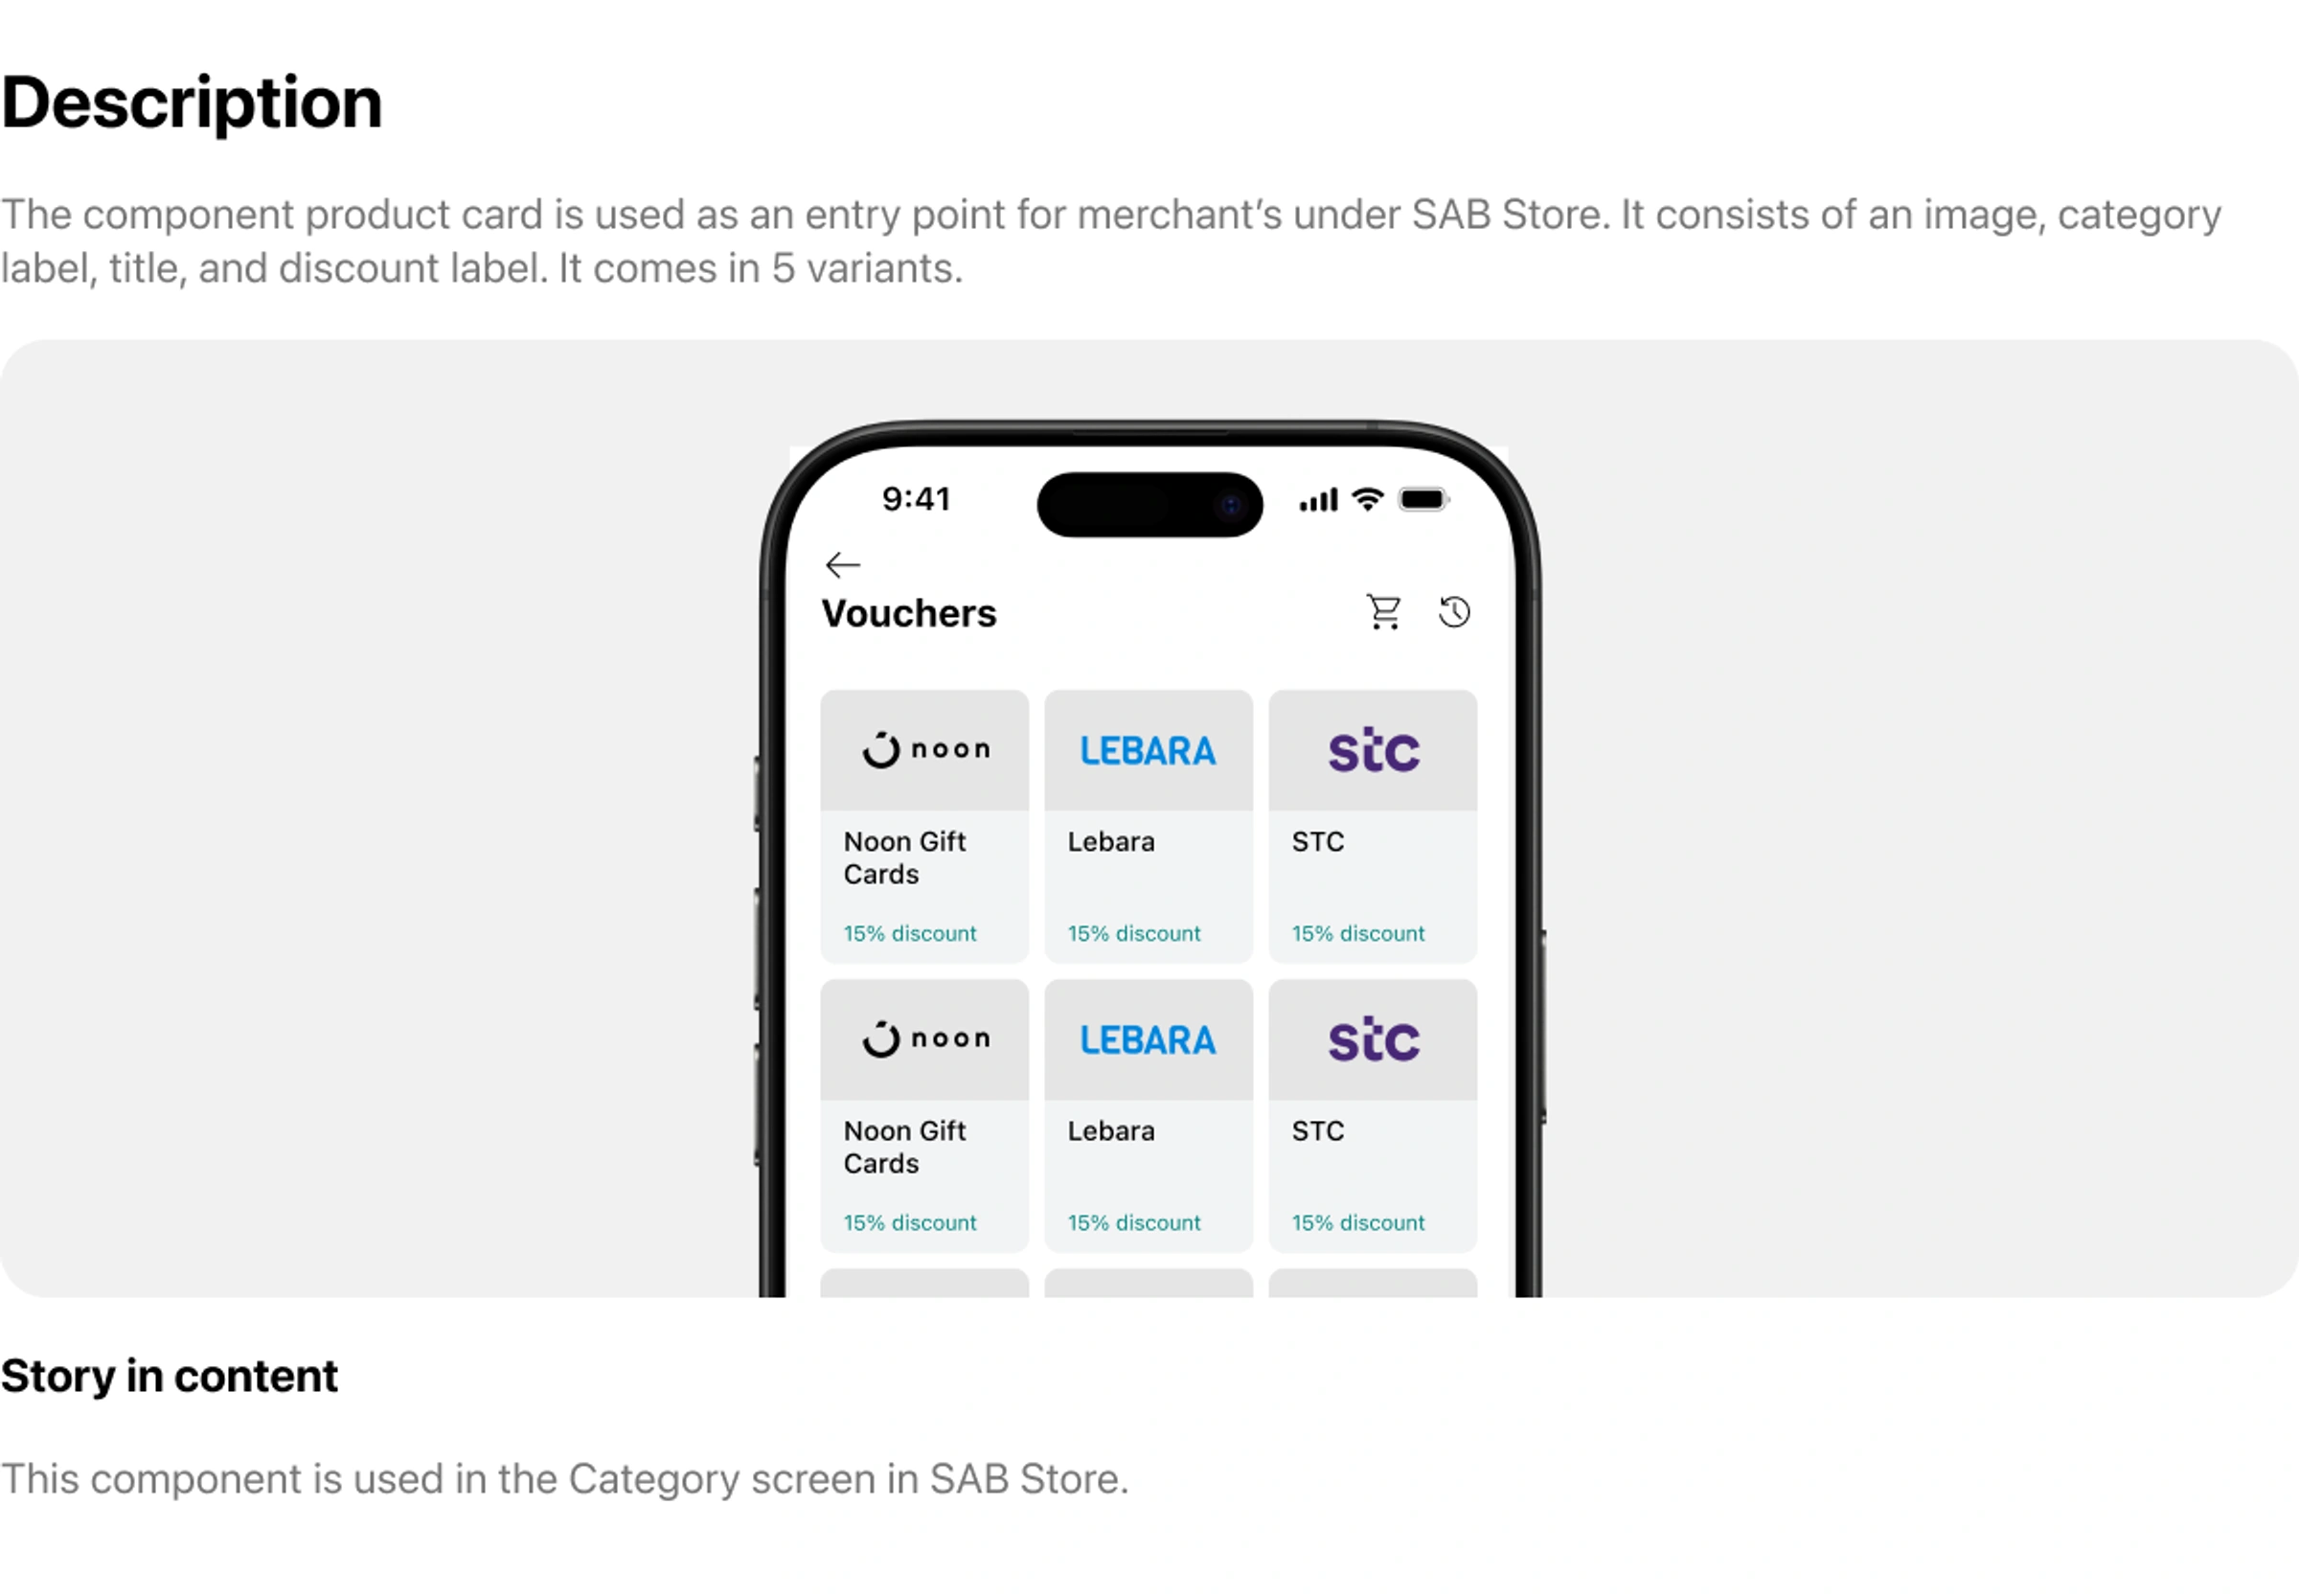 Description
The component product card is used as an entry point for merchant’s under SAB Store. It consists of an image, category
label, title, and discount label. It comes in 5 variants.
9:41
Vouchers
noon LEBARA stc
Noon Gift Lebara STC
Cards
15% discount 15% discount 15% discount
noon LEBARA stc
Noon Gift Lebara STC
Cards
15% discount 15% discount 15% discount
Story in content
This component is used in the Category screen in SAB Store.